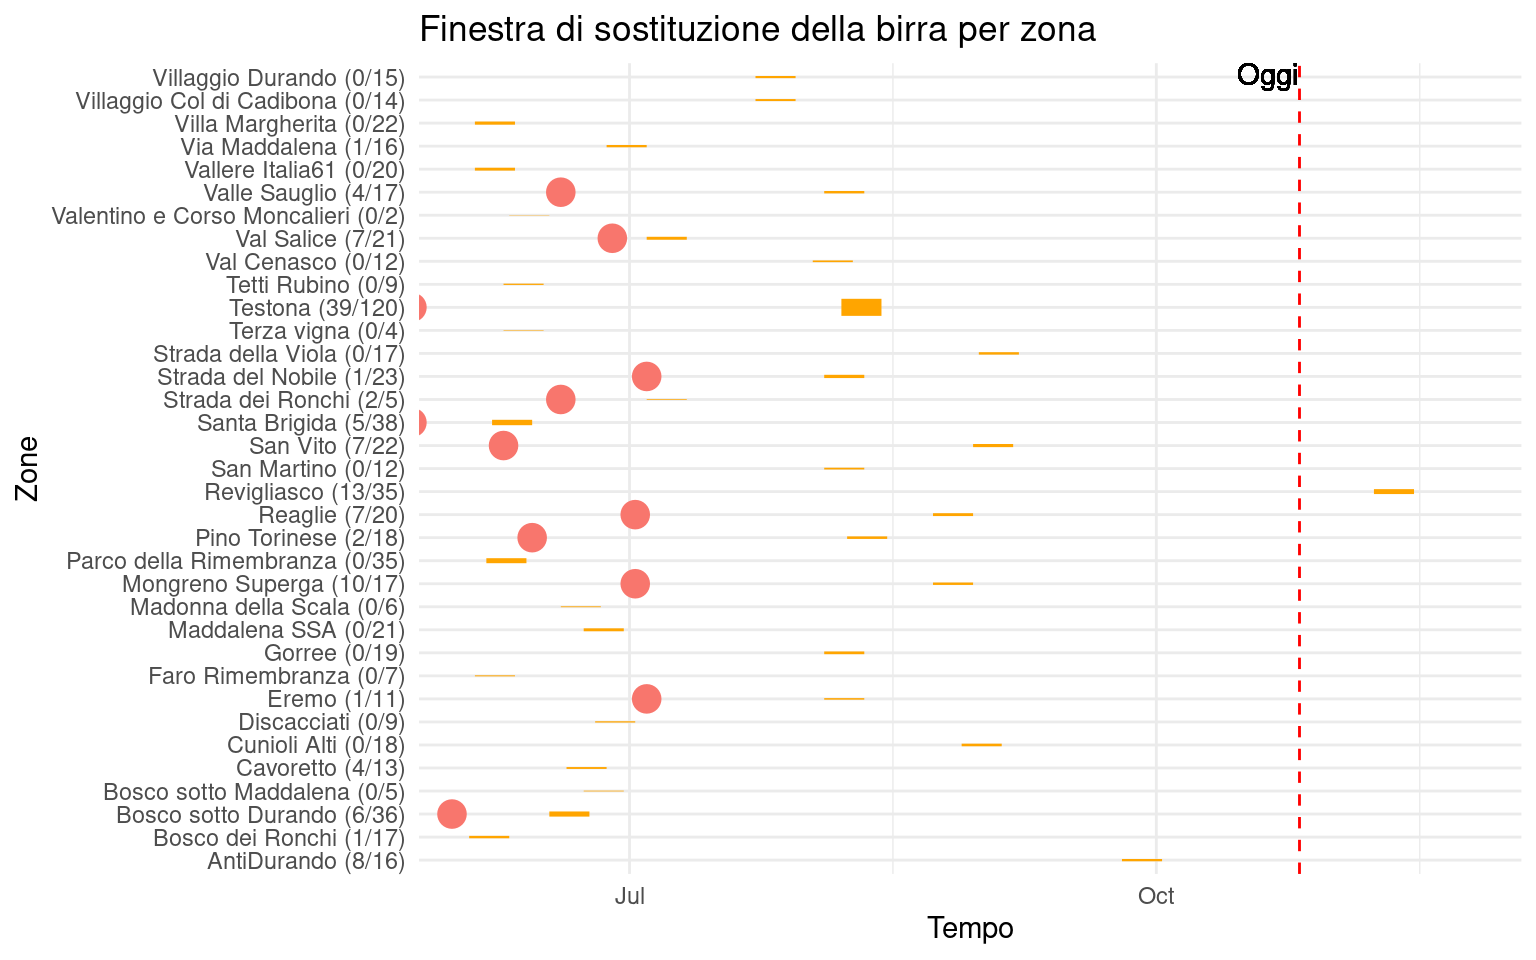 Finestra di sostituzione della birra per zona
Oggi
Villaggio Durando (0/15)
Villaggio Col di Cadibona (0/14)
Villa Margherita (0/22)
Via Maddalena (1/16)
Vallere Italia61 (0/20)
Valle Sauglio (4/17)
Valentino e Corso Moncalieri (0/2)
Val Salice (7/21)
Val Cenasco (0/12)
Tetti Rubino (0/9)
Testona (39/120)
Terza vigna (0/4)
Strada della Viola (0/17)
Strada del Nobile (1/23)
Strada dei Ronchi (2/5)
Santa Brigida (5/38)
San Vito (7/22)
San Martino (0/12)
Revigliasco (13/35)
Reaglie (7/20)
Pino Torinese (2/18)
Parco della Rimembranza (0/35)
Mongreno Superga (10/17)
Madonna della Scala (0/6)
Maddalena SSA (0/21)
Gorree (0/19)
Faro Rimembranza (0/7)
Eremo (1/11)
Discacciati (0/9)
Cunioli Alti (0/18)
Cavoretto (4/13)
Bosco sotto Maddalena (0/5)
Bosco sotto Durando (6/36)
Bosco dei Ronchi (1/17)
AntiDurando (8/16)
Zone
Jul
Oct
Tempo